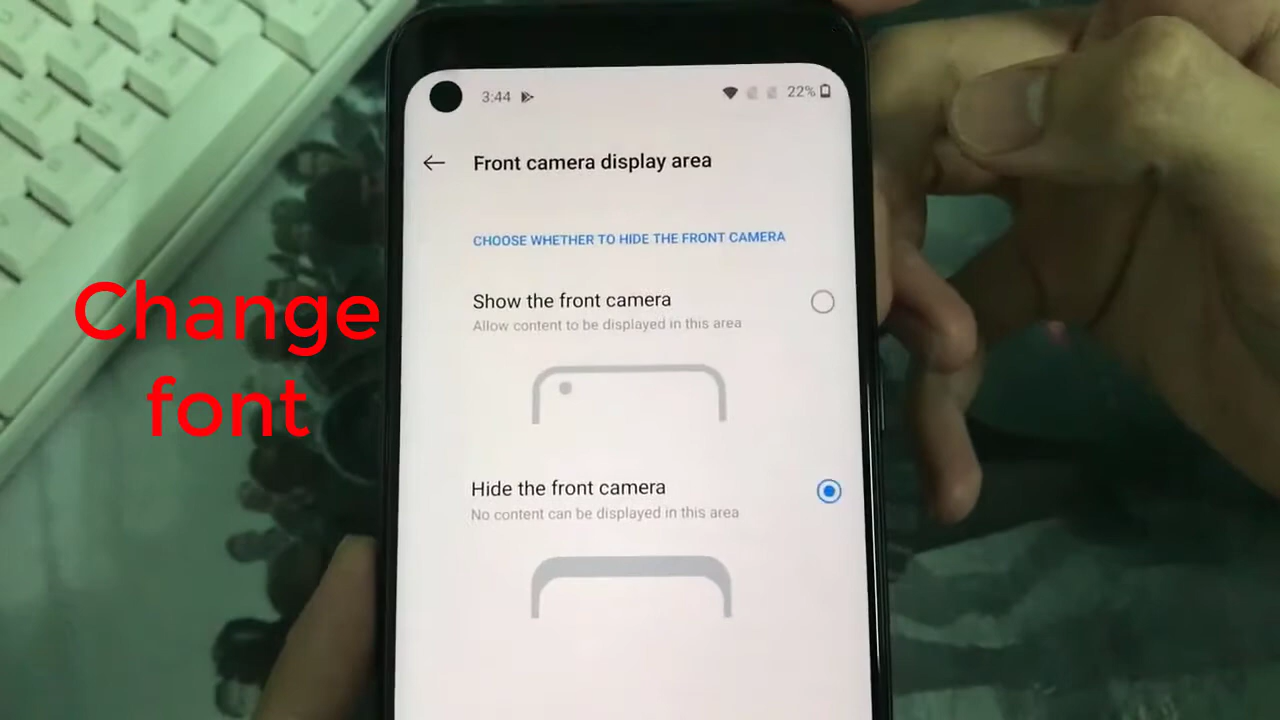 3:44
22%
Front camera display area
CHOOSE WHETHER TO HIDE THE FRONT CAMERA
Show the front camera
Allow content to be displayed in this area
Change
font
Hide the front camera
No content can be displayed in this area